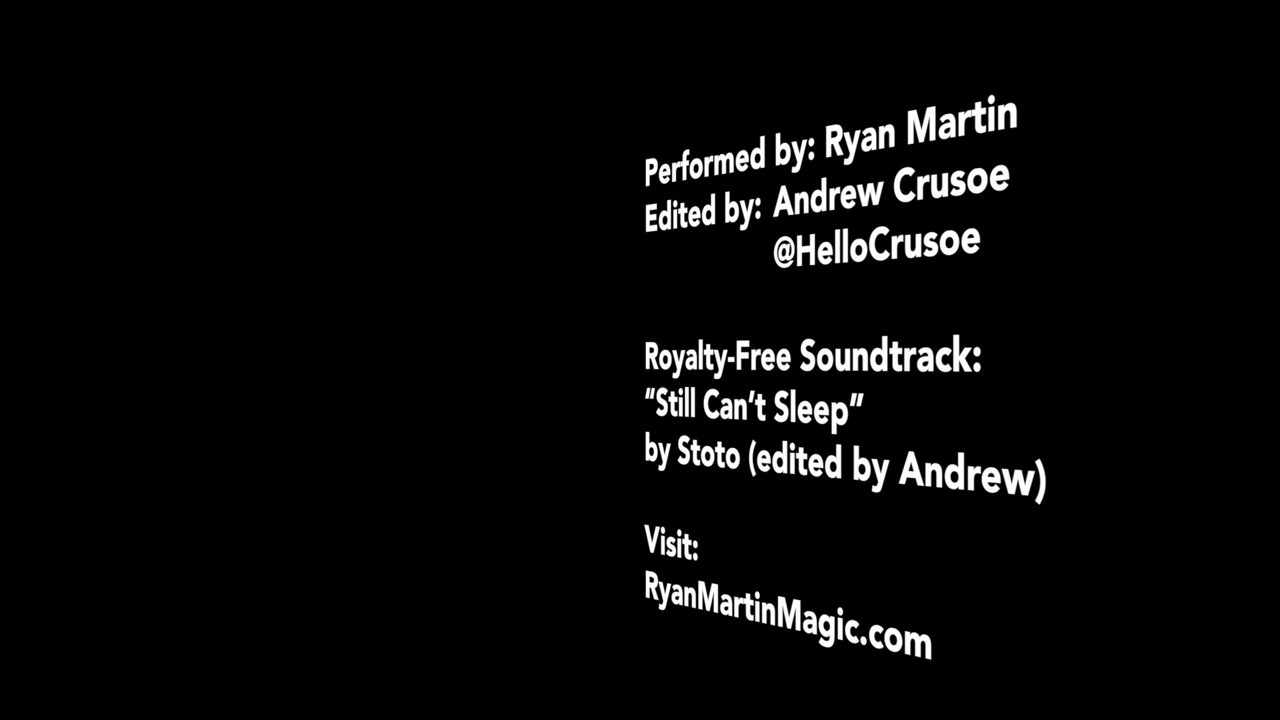 Performed by: Ryan Martin
Edited by: Andrew Crusoe
@HelloCrusoe
Royalty-Free Soundtrack:
“Still Can’t Sleep”
by Stoto (edited by Andrew)
Visit:
RyanMartinMagic.com